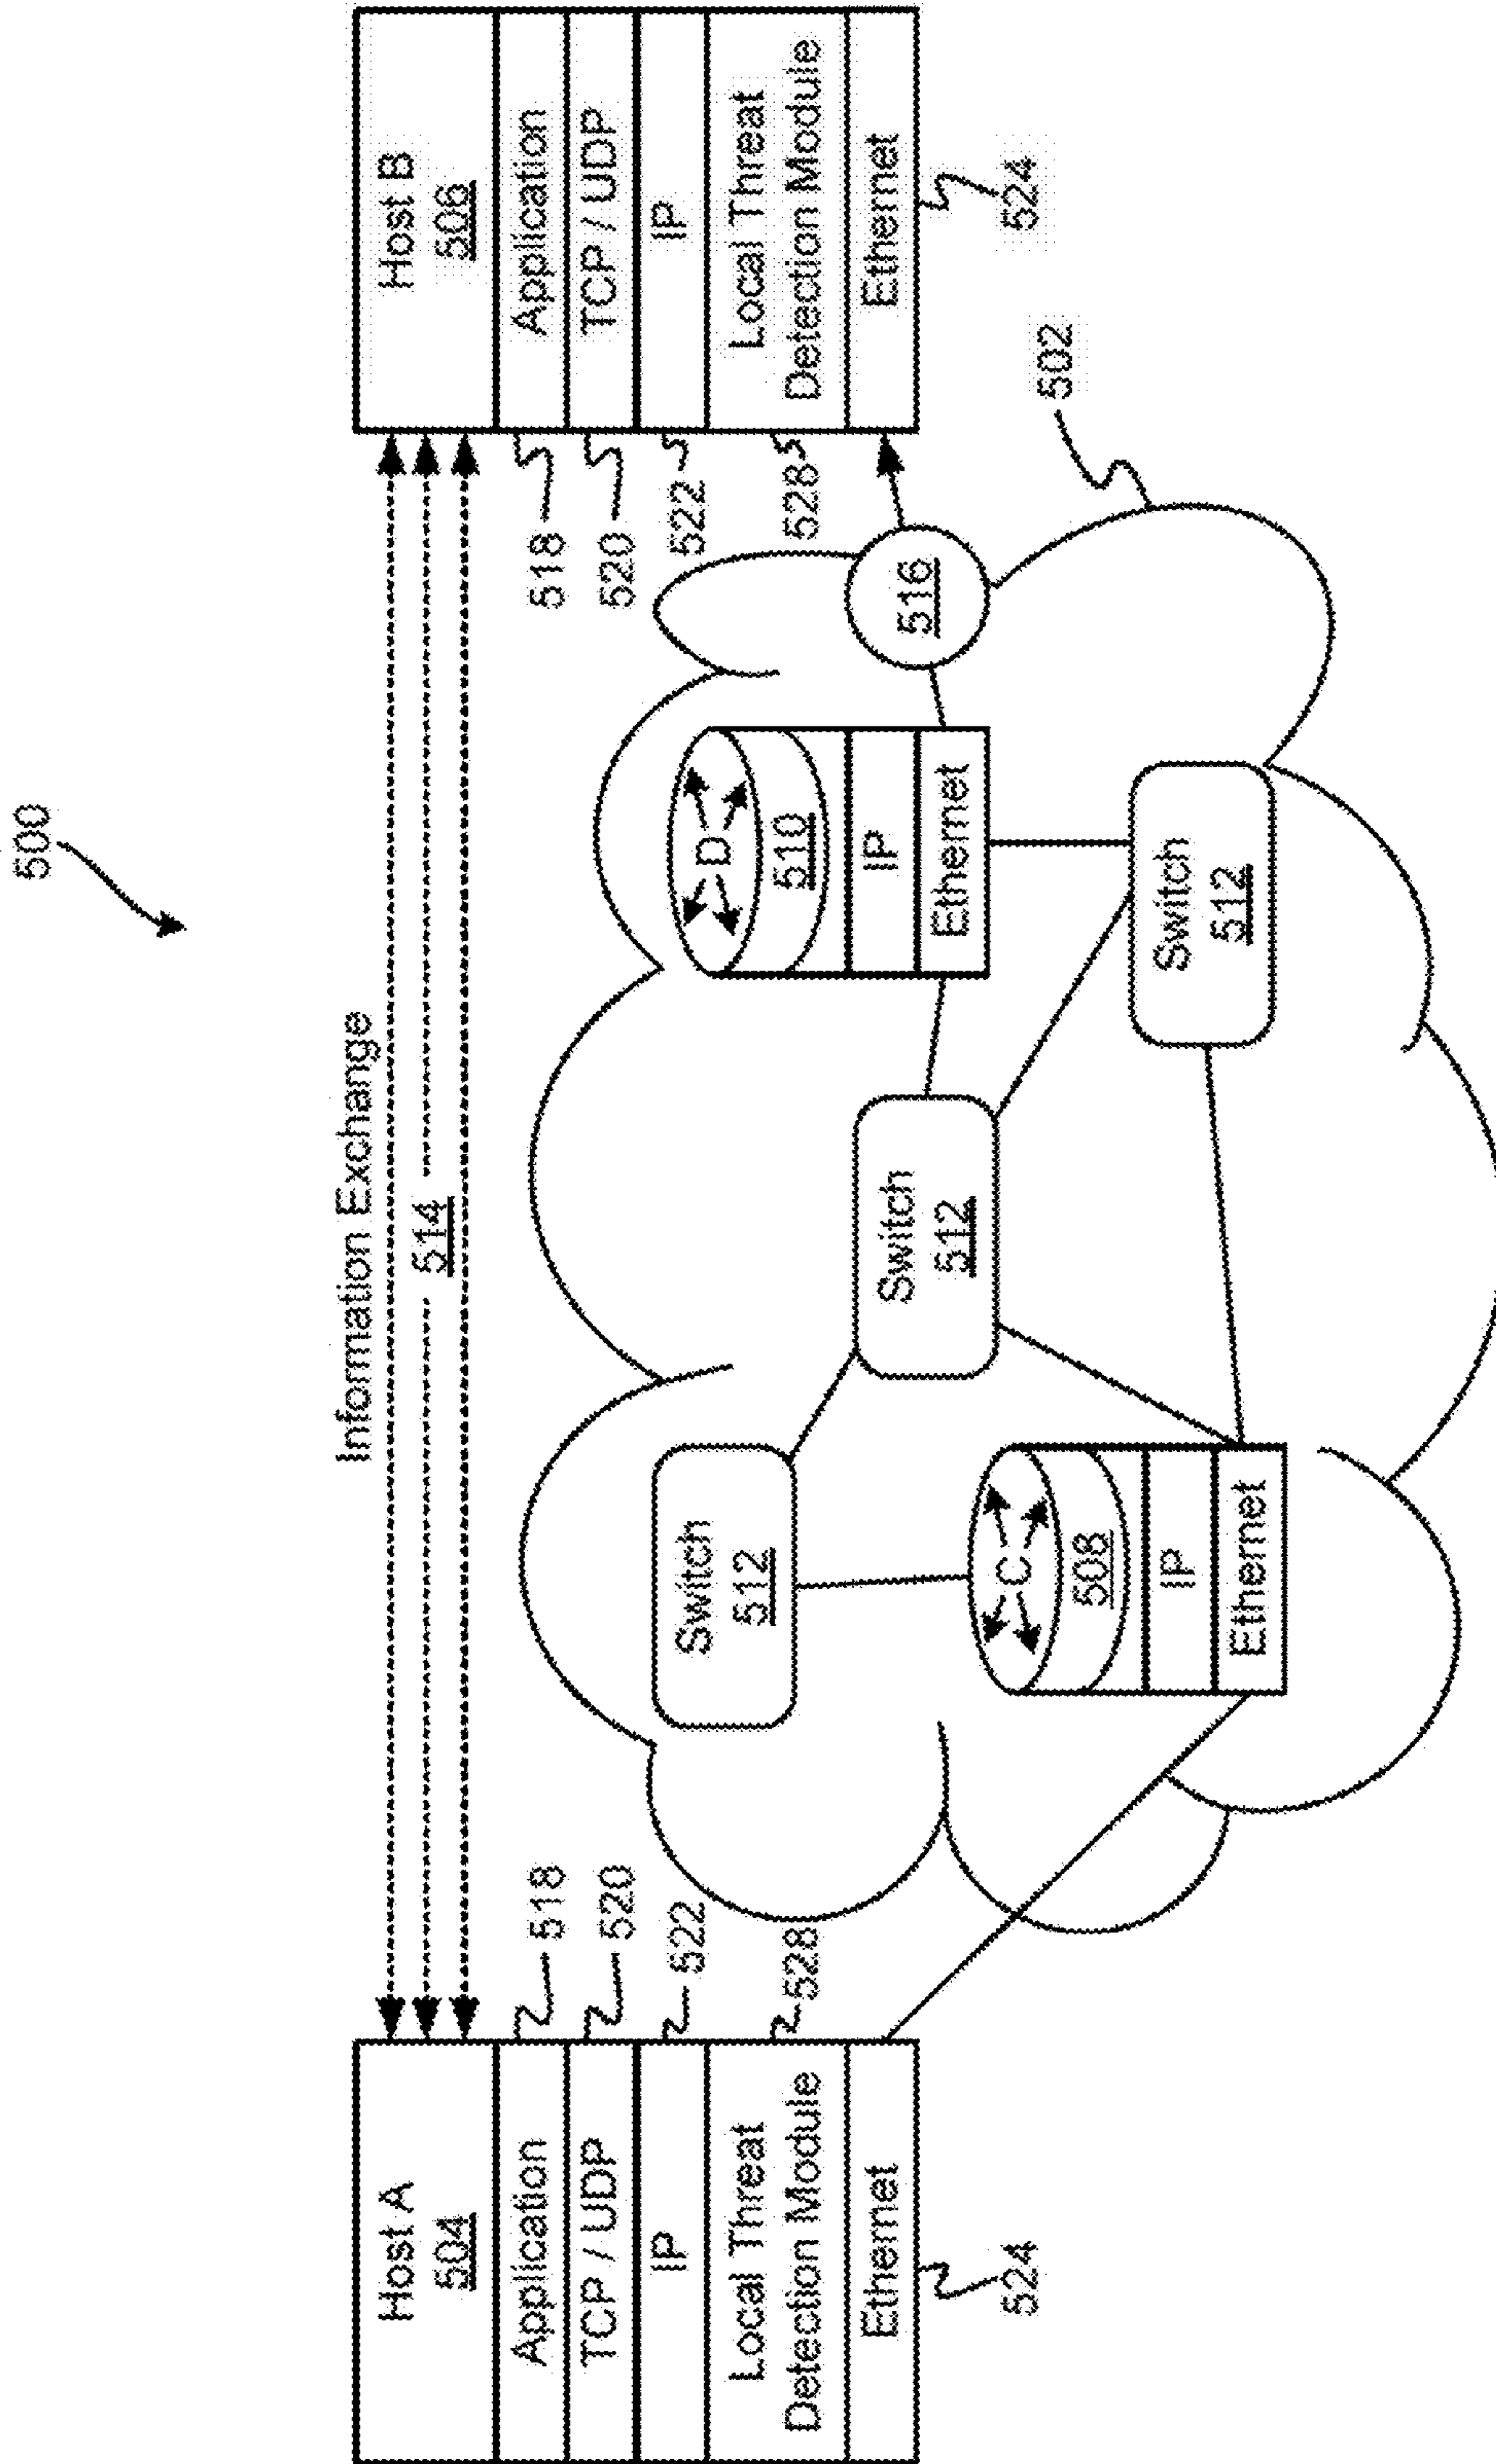 500
Information Exchange
514
Host A
504
Application
TCP / UDP
IP
Local Threat
Detection Module
Ethernet
518
520
522
528
524
Host B
506
Application
TCP / UDP
IP
Local Threat
Detection Module
Ethernet
518
520
522
528
524
502
516
Switch
512
Switch
512
Switch
512
C
508
IP
Ethernet
D
510
IP
Ethernet